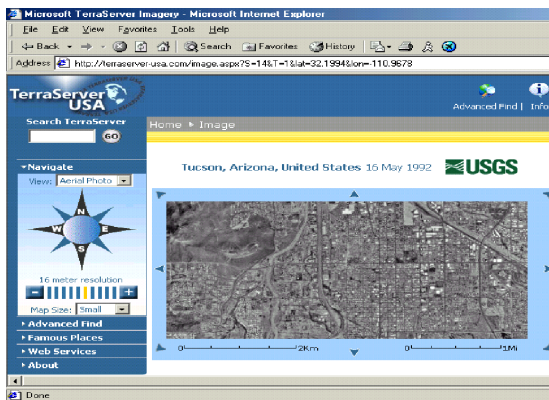 Microsoft TerraServer Imagery - Microsoft Internet Explorer
File Edit View Favorites Tools Help
Back Search Favorites History
Address http://terraserver-usa.com/image.aspx?S=14&T=1&lat=32.1994&lon=-110.9678
TerraServer
USA
Advanced Find | Info
Search TerraServer
GO
Home Image
Navigate
View: Aerial Photo
Tucson, Arizona, United States 16 May 1992 USGS
N
W E
S
16 meter resolution
- +
Map Size: Small
0 2Km 0 1Mi
Advanced Find
Famous Places
Web Services
About
Done